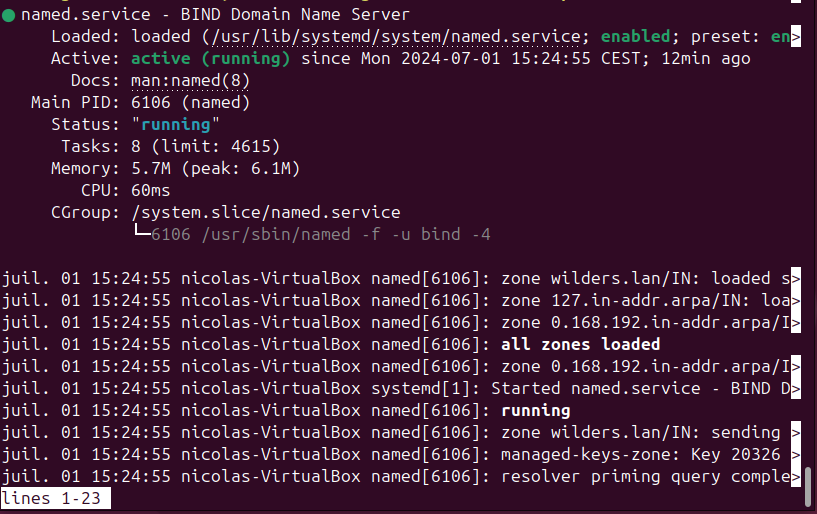 ● named.service - BIND Domain Name Server
Loaded: loaded (/usr/lib/systemd/system/named.service; enabled; preset: en>
Active: active (running) since Mon 2024-07-01 15:24:55 CEST; 12min ago
Docs: man:named(8)
Main PID: 6106 (named)
Status: "running"
Tasks: 8 (limit: 4615)
Memory: 5.7M (peak: 6.1M)
CPU: 60ms
CGroup: /system.slice/named.service
└─6106 /usr/sbin/named -f -u bind -4
juil. 01 15:24:55 nicolas-VirtualBox named[6106]: zone wilders.lan/IN: loaded s>
juil. 01 15:24:55 nicolas-VirtualBox named[6106]: zone 127.in-addr.arpa/IN: loa>
juil. 01 15:24:55 nicolas-VirtualBox named[6106]: zone 0.168.192.in-addr.arpa/I>
juil. 01 15:24:55 nicolas-VirtualBox named[6106]: all zones loaded
juil. 01 15:24:55 nicolas-VirtualBox named[6106]: zone 0.168.192.in-addr.arpa/I>
juil. 01 15:24:55 nicolas-VirtualBox systemd[1]: Started named.service - BIND D>
juil. 01 15:24:55 nicolas-VirtualBox named[6106]: running
juil. 01 15:24:55 nicolas-VirtualBox named[6106]: zone wilders.lan/IN: sending >
juil. 01 15:24:55 nicolas-VirtualBox named[6106]: managed-keys-zone: Key 20326 >
juil. 01 15:24:55 nicolas-VirtualBox named[6106]: resolver priming query comple>
lines 1-23